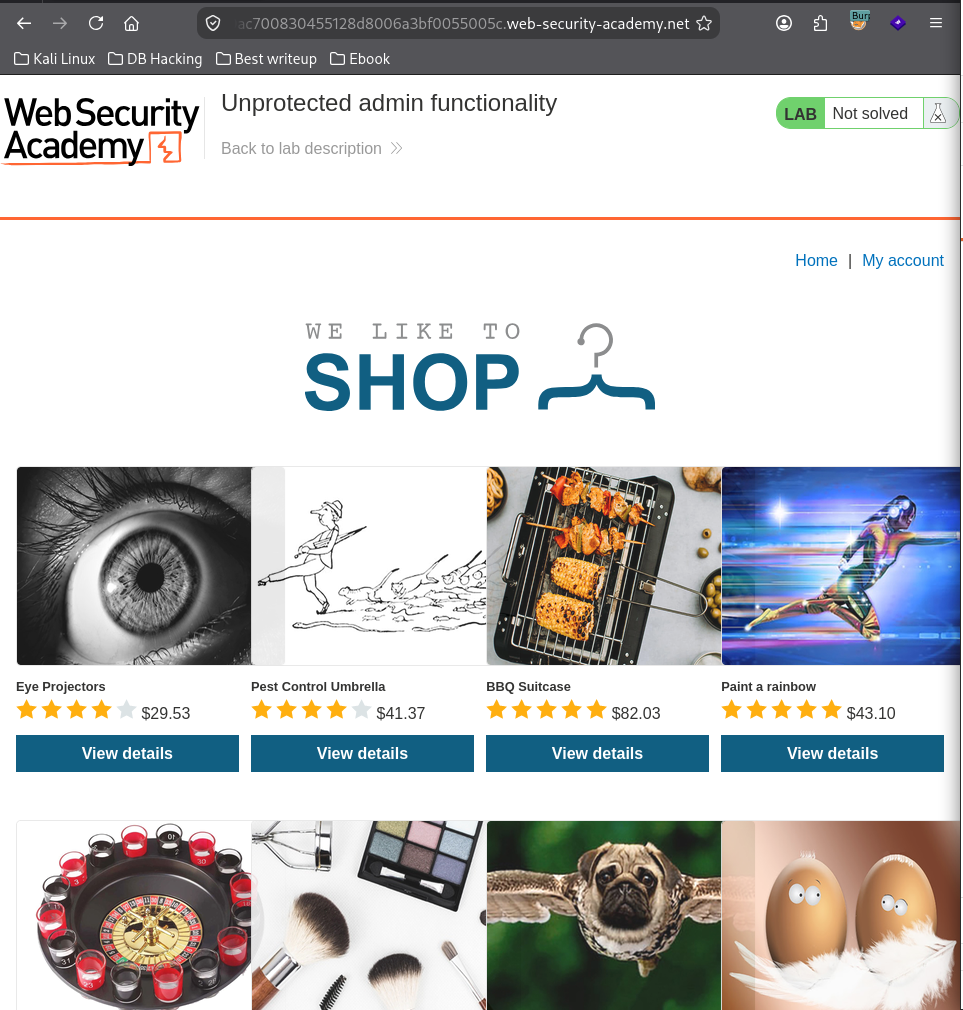 ac700830455128d8006a3bf0055005c.web-security-academy.net
Kali Linux DB Hacking Best writeup Ebook
Web Security
Academy
Unprotected admin functionality
Back to lab description
LAB Not solved
Home | My account
WE LIKE TO
SHOP
Eye Projectors Pest Control Umbrella BBQ Suitcase Paint a rainbow
$29.53 $41.37 $82.03 $43.10
View details View details View details View details